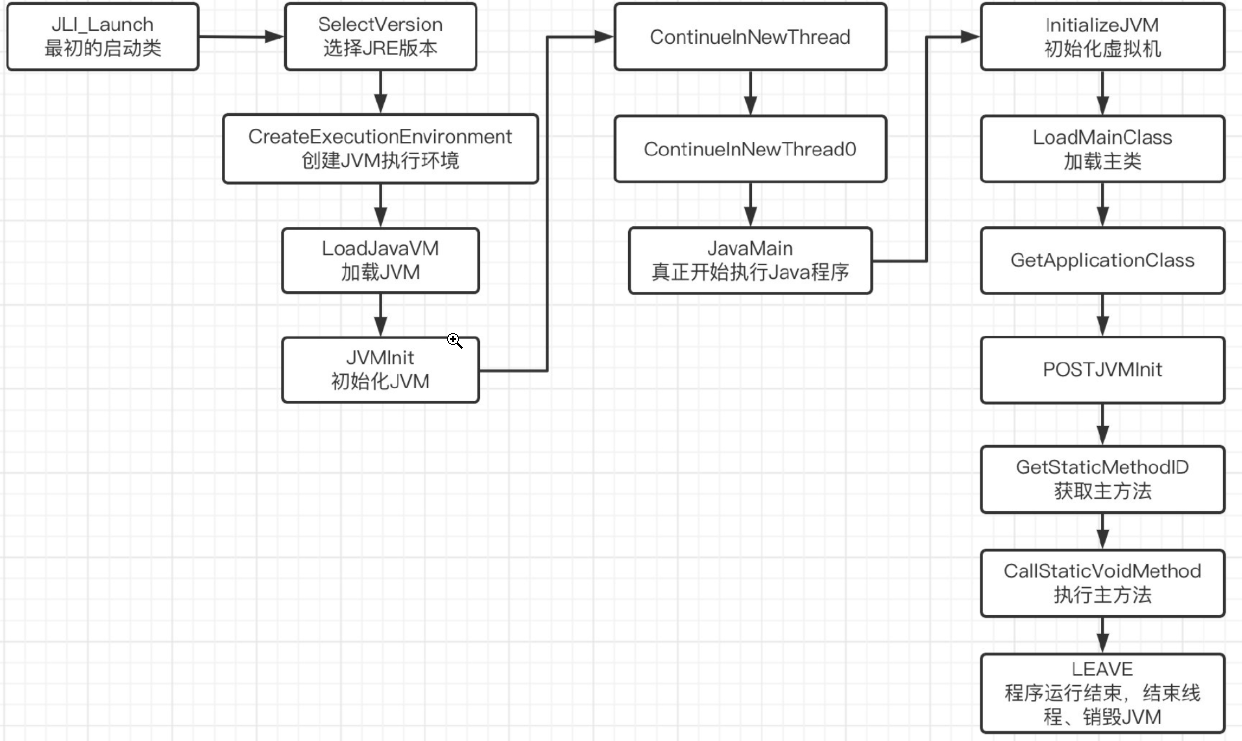 JLI_Launch
最初的启动类
SelectVersion
选择JRE版本
CreateExecutionEnvironment
创建JVM执行环境
LoadJavaVM
加载JVM
JVMInit
初始化JVM
ContinueInNewThread
ContinueInNewThread0
JavaMain
真正开始执行Java程序
InitializeJVM
初始化虚拟机
LoadMainClass
加载主类
GetApplicationClass
POSTJVMInit
GetStaticMethodID
获取主方法
CallStaticVoidMethod
执行主方法
LEAVE
程序运行结束，结束线
程、销毁JVM